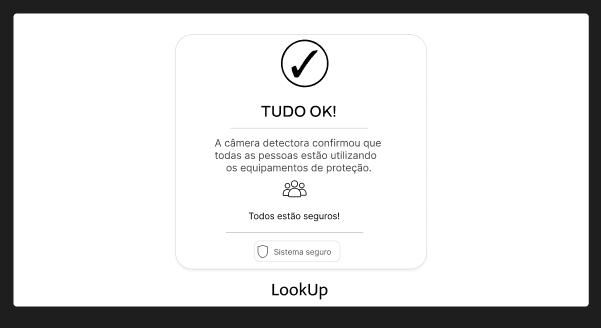 TUDO OK!
A câmera detectora confirmou que
todas as pessoas estão utilizando
os equipamentos de proteção.
Todos estão seguros!
Sistema seguro
LookUp